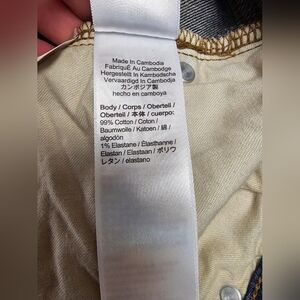 Made In Cambodia
FabriquÉ Au Cambodge
Hergestellt In Kambodscha
Vervaardigd In Cambodja
カンボジア製
hecho en camboya
Body / Corps / Oberteil /
Oberteil / 本体 / cuerpo:
99% Cotton / Coton /
Baumwolle / Katoen / 綿 /
algodón
1% Elastane / Élasthanne /
Elastan / Elastaan / ポリウ
レタン / elastano